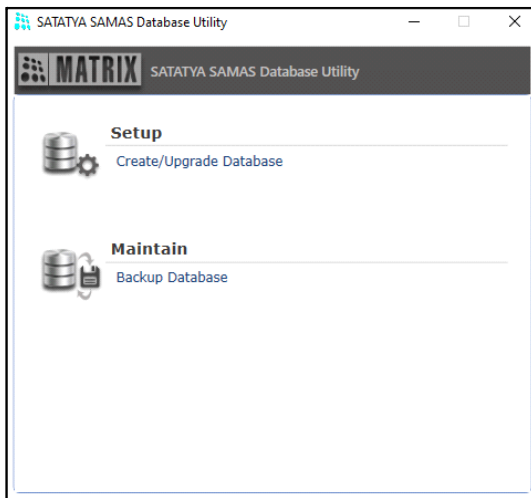 SATATYA SAMAS Database Utility
MATRIX SATATYA SAMAS Database Utility
Setup
Create/Upgrade Database
Maintain
Backup Database